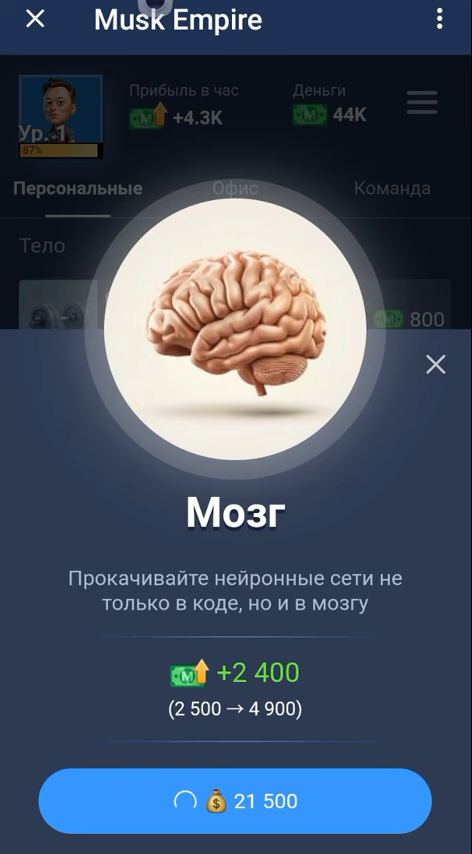 Musk Empire
Прибыль в час
Деньги
+4.3K
44K
Ур. 1
87%
Персональные
Офис
Команда
Тело
800
Мозг
Прокачивайте нейронные сети не
только в коде, но и в мозгу
+2 400
(2 500 → 4 900)
21 500